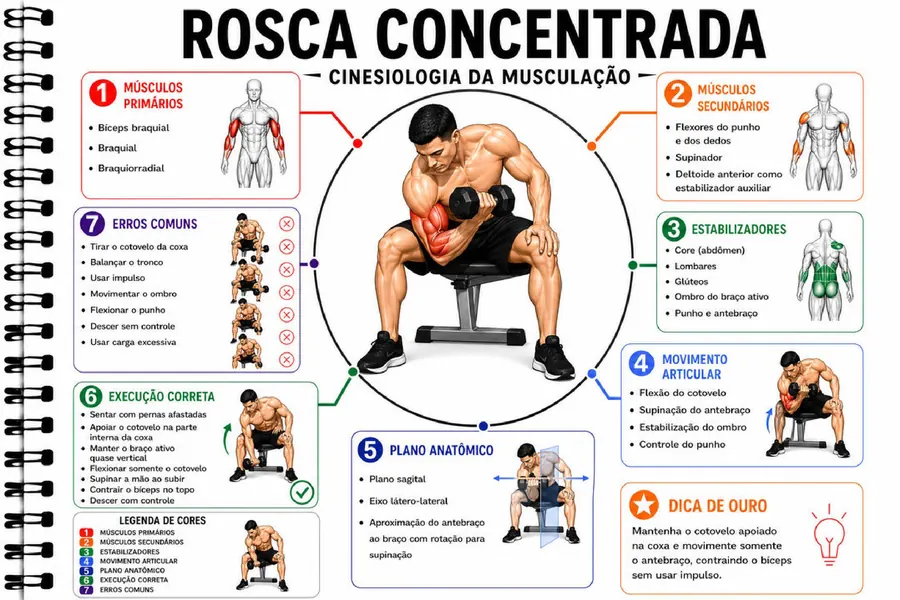 ROSCA CONCENTRADA
CINESIOLOGIA DA MUSCULAÇÃO
1
MÚSCULOS
PRIMÁRIOS
• Bíceps braquial
• Braquial
• Braquiorradial
2
MÚSCULOS
SECUNDÁRIOS
• Flexores do punho
e dos dedos
• Supinador
• Deltoide anterior como
estabilizador auxiliar
7
ERROS COMUNS
• Tirar o cotovelo da coxa
• Balançar o tronco
• Usar impulso
• Movimentar o ombro
• Flexionar o punho
• Descer sem controle
• Usar carga excessiva
3
ESTABILIZADORES
• Core (abdômen)
• Lombares
• Glúteos
• Ombro do braço ativo
• Punho e antebraço
4
MOVIMENTO
ARTICULAR
• Flexão do cotovelo
• Supinação do antebraço
• Estabilização do ombro
• Controle do punho
6
EXECUÇÃO CORRETA
• Sentar com pernas afastadas
• Apoiar o cotovelo na parte
interna da coxa
• Manter o braço ativo
quase vertical
• Flexionar somente o cotovelo
• Supinar a mão ao subir
• Contrair o bíceps no topo
• Descer com controle
5
PLANO ANATÔMICO
• Plano sagital
• Eixo látero-lateral
• Aproximação do antebraço
ao braço com rotação para
supinação
DICA DE OURO
Mantenha o cotovelo apoiado
na coxa e movimente somente
o antebraço, contraindo o bíceps
sem usar impulso.
LEGENDA DE CORES
1 MÚSCULOS PRIMÁRIOS
2 MÚSCULOS SECUNDÁRIOS
3 ESTABILIZADORES
4 MOVIMENTO ARTICULAR
5 PLANO ANATÔMICO
6 EXECUÇÃO CORRETA
7 ERROS COMUNS